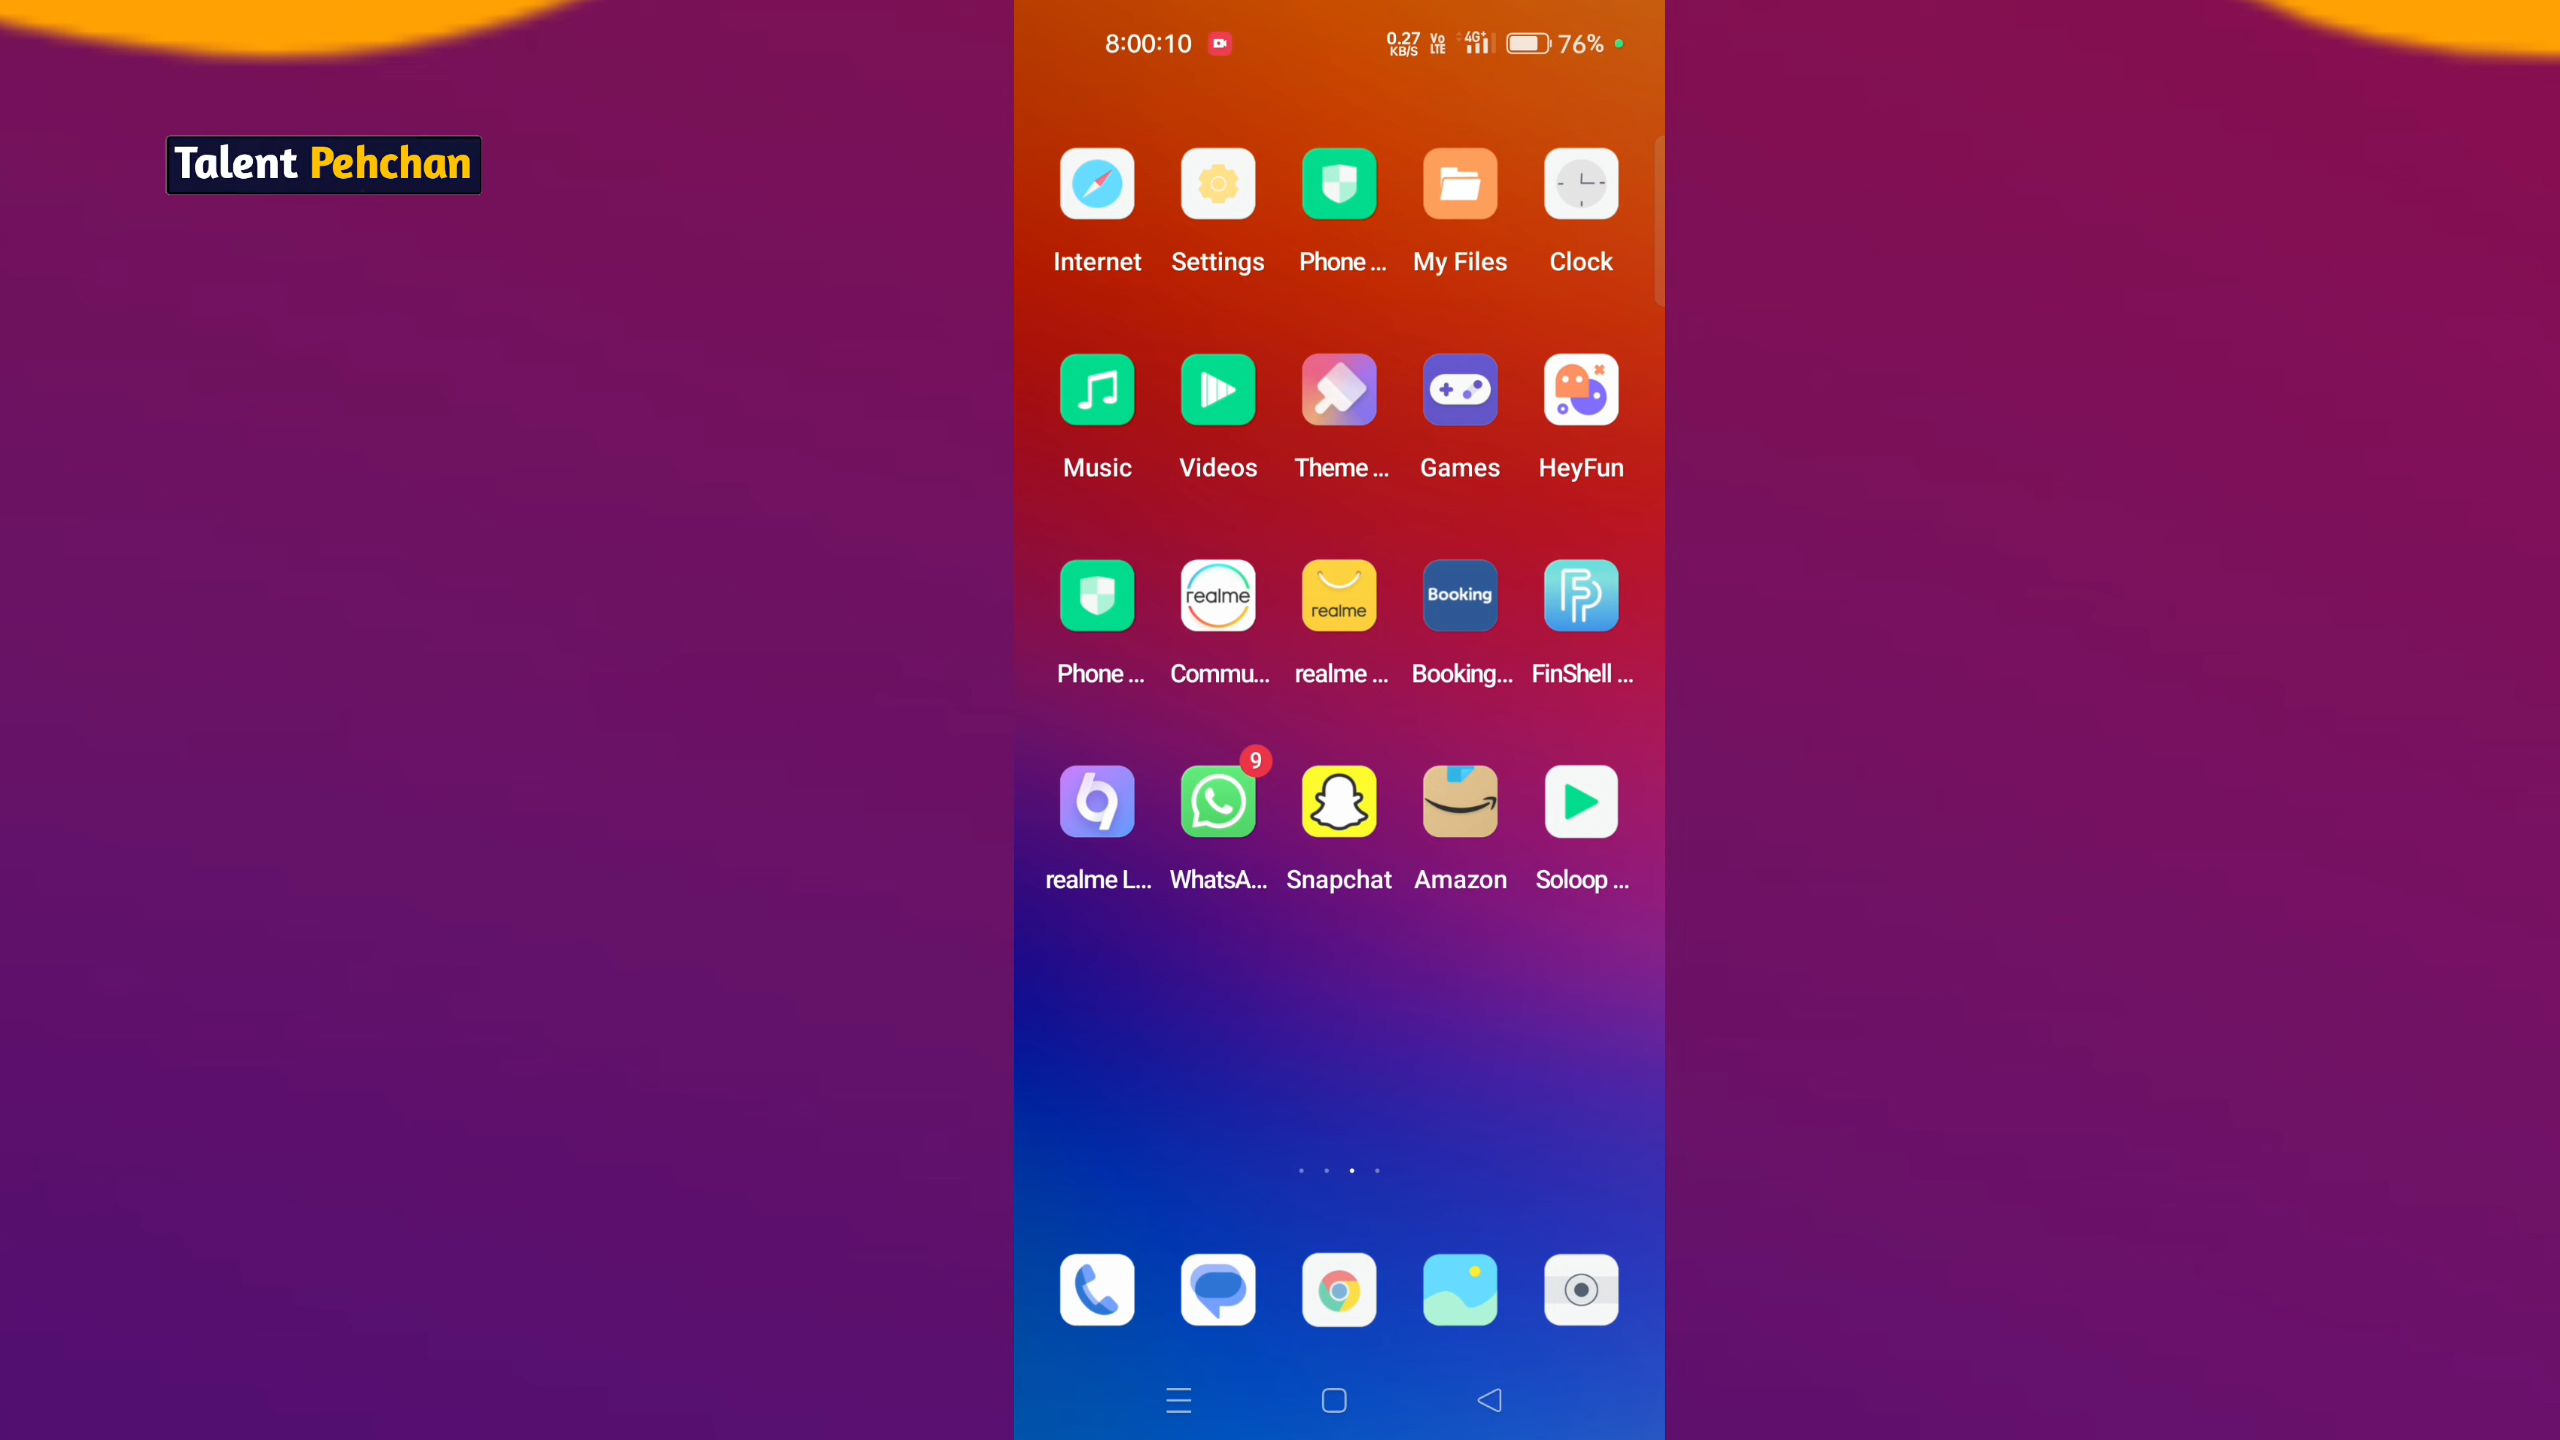 8:00:10 0.27 KB/S Vo LTE 4G+ 76%
Talent Pehchan
Internet Settings Phone ... My Files Clock
Music Videos Theme ... Games HeyFun
realme realme Booking
Phone ... Commu... realme ... Booking... FinShell ...
9
realme L... WhatsA... Snapchat Amazon Soloop ...